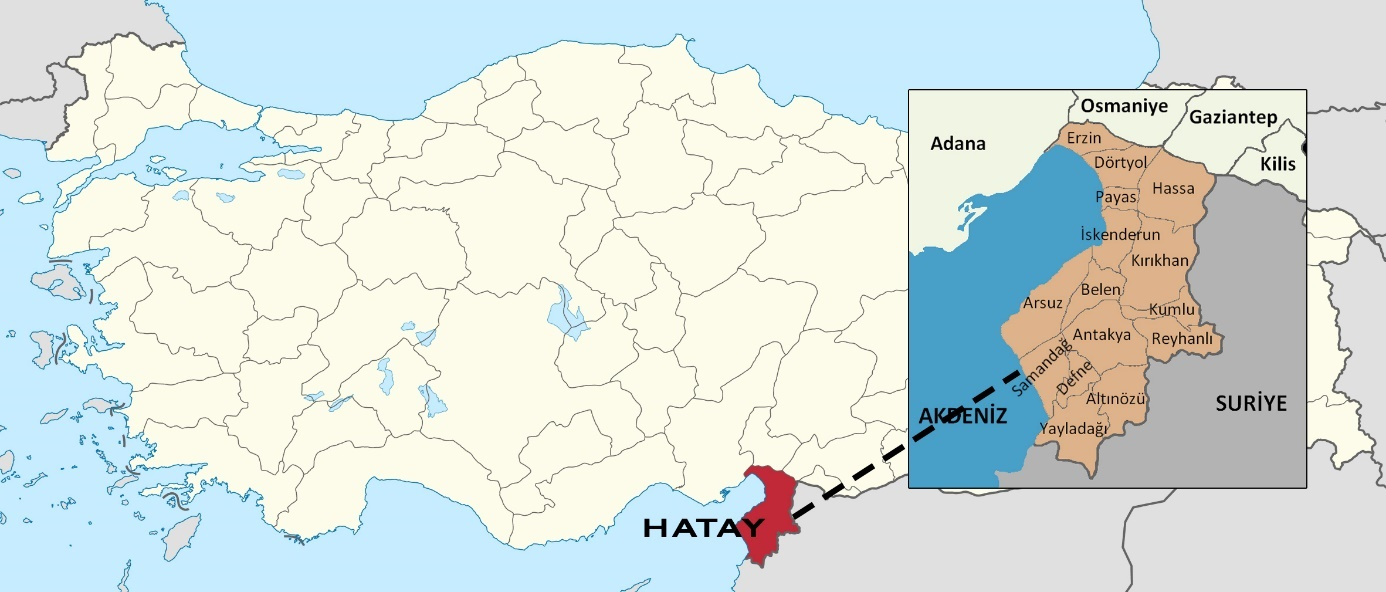 Osmaniye
Gaziantep
Adana
Kilis
Erzin
Dörtyol
Hassa
Payas
İskenderun
Kırıkhan
Belen
Arsuz
Kumlu
Antakya
Reyhanlı
Samandağ
Defne
Altınözü
SURİYE
AKDENİZ
Yayladağı
HATAY